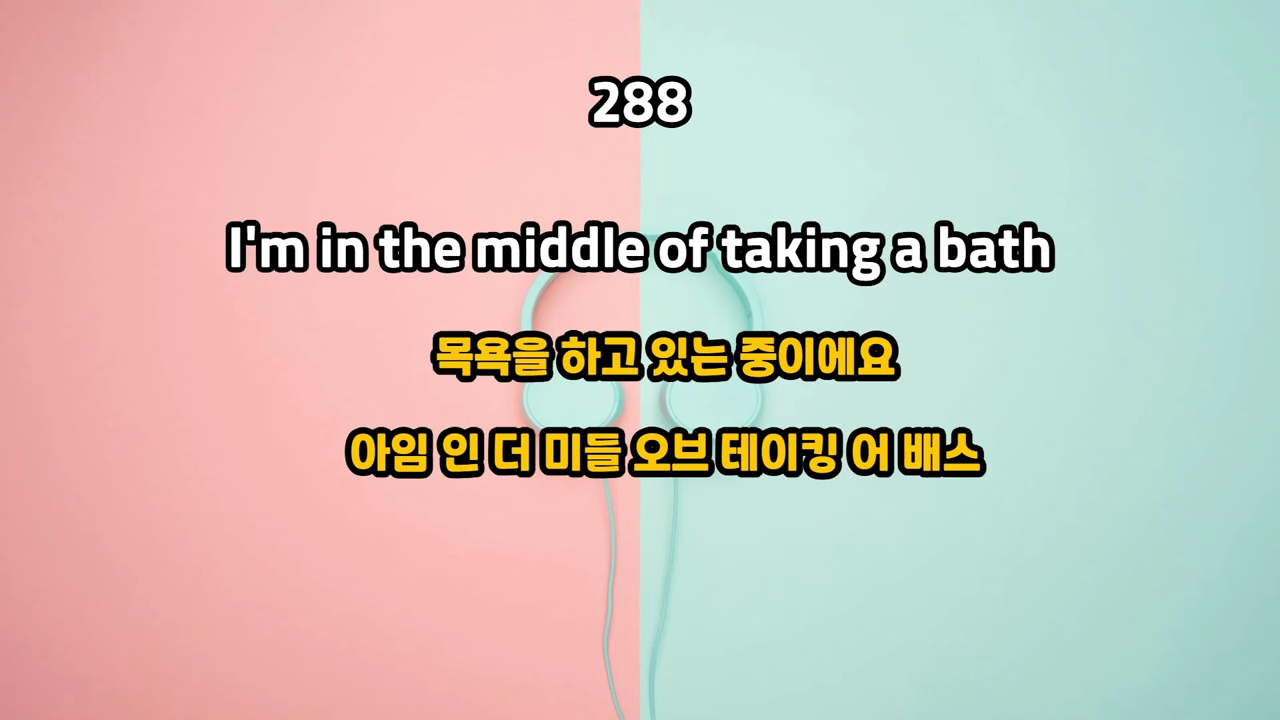 288
I'm in the middle of taking a bath
목욕을 하고 있는 중이에요
아임 인 더 미들 오브 테이킹 어 배스